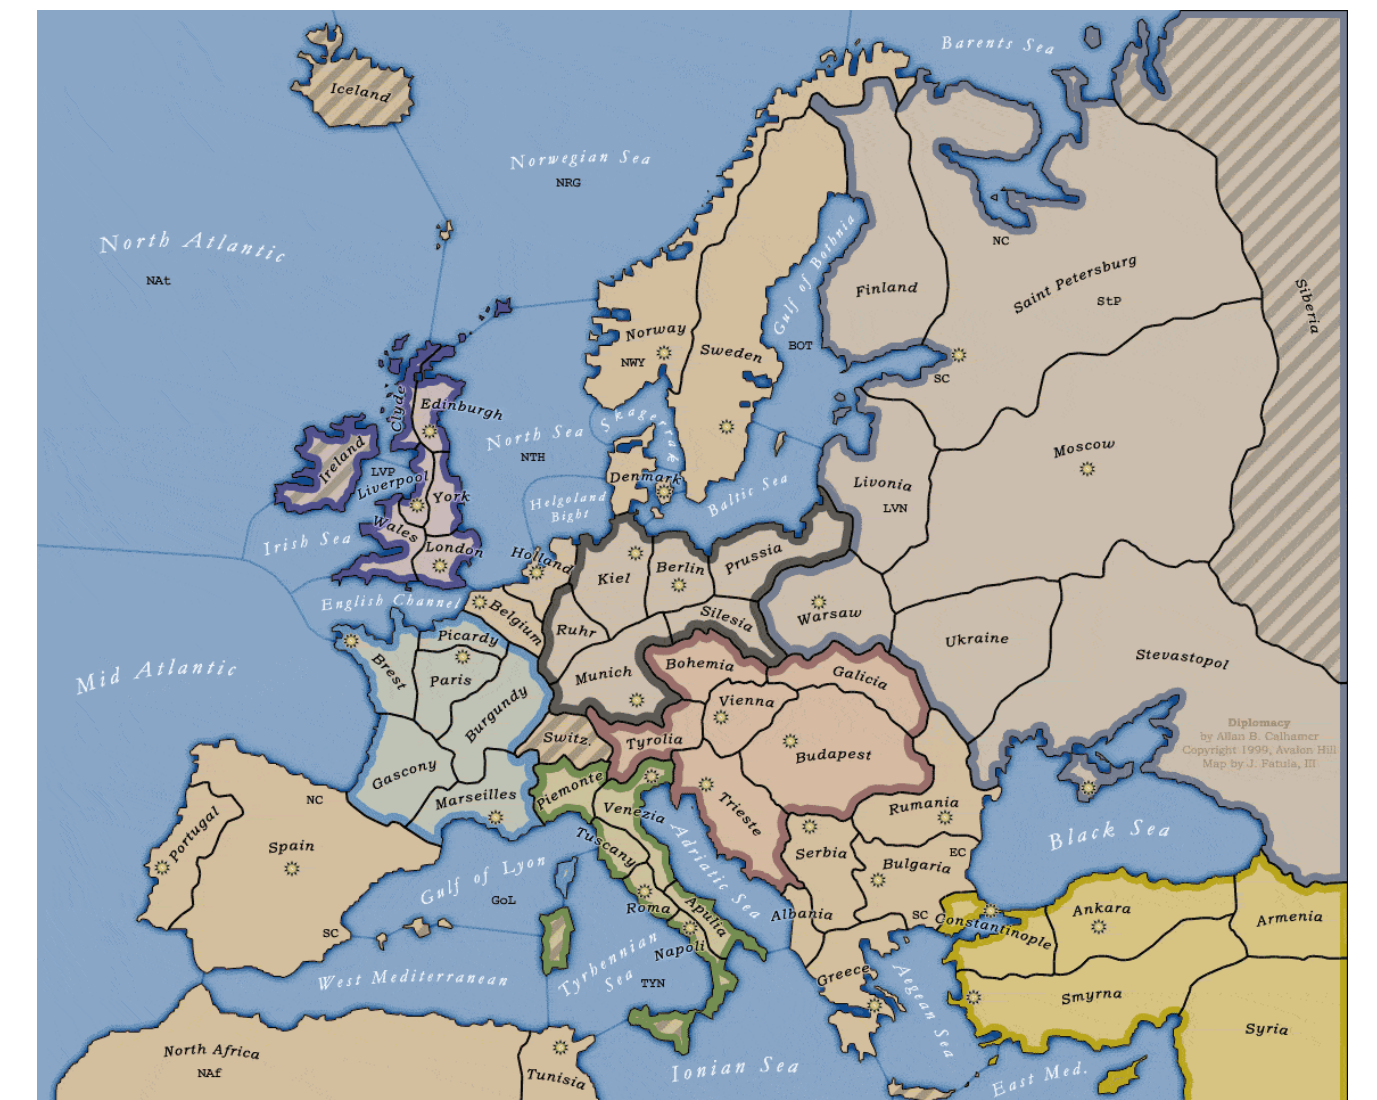 Barents Sea
Iceland
Norwegian Sea
NRG
North Atlantic
NAt
NC
Gulf of Bothnia
BOT
Finland
Saint Petersburg
StP
Siberia
Norway
NWY
Sweden
SC
Clyde
Edinburgh
North Sea
NTH
Skagerrak
Moscow
Ireland
LVP
Liverpool
York
Denmark
Baltic Sea
Livonia
LVN
Helgoland
Bight
Irish Sea
Wales
London
Holland
Kiel
Berlin
Prussia
English Channel
Belgium
Ruhr
Silesia
Warsaw
Ukraine
Picardy
Brest
Paris
Burgundy
Munich
Bohemia
Galicia
Stevastopol
Mid Atlantic
Vienna
Switz.
Tyrolia
Budapest
Diplomacy
by Allan B. Calhamer
Copyright 1999, Avalon Hill
Map by J. Fatula, III
Gascony
Marseilles
Piemonte
Venezia
Trieste
Rumania
NC
Portugal
Spain
Gulf of Lyon
GoL
Tuscany
Adriatic Sea
Serbia
Bulgaria
EC
Black Sea
Roma
Apulia
Albania
SC
Constantinople
Ankara
Armenia
SC
Napoli
Tyrhennian
Sea
TYN
West Mediterranean
Greece
Aegean Sea
Smyrna
Syria
North Africa
NAf
Tunisia
Ionian Sea
East Med.